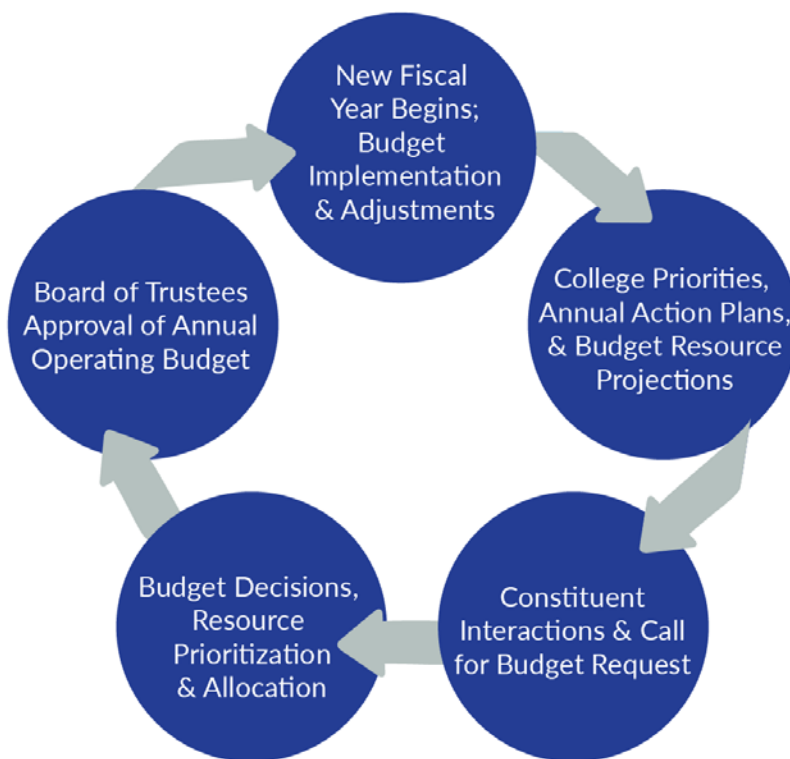 New Fiscal
Year Begins;
Budget
Implementation
& Adjustments
College Priorities,
Annual Action Plans,
& Budget Resource
Projections
Constituent
Interactions & Call
for Budget Request
Budget Decisions,
Resource
Prioritization
& Allocation
Board of Trustees
Approval of Annual
Operating Budget